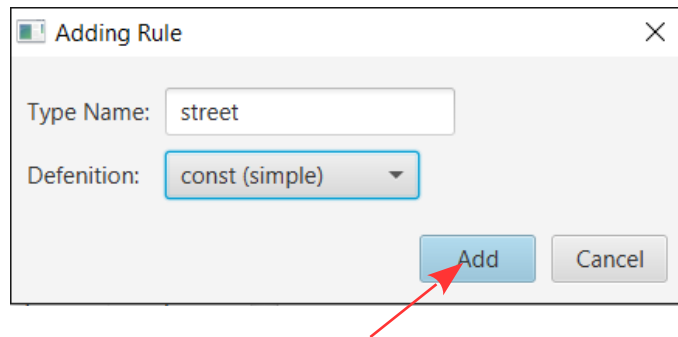 Adding Rule
Type Name: street
Defenition: const (simple)
Add Cancel